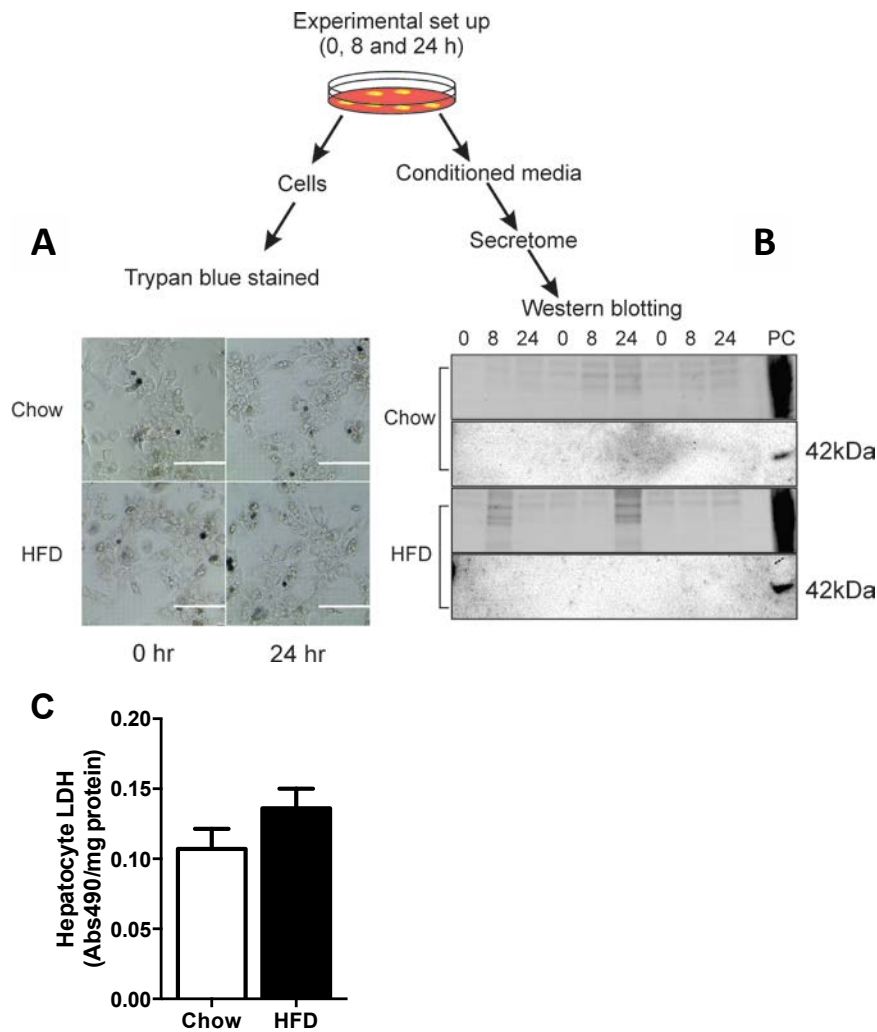 Experimental set up
(0, 8 and 24 h)
Cells
Conditioned media
Secretome
A
B
Trypan blue stained
Western blotting
0 8 24 0 8 24 0 8 24 PC
Chow
HFD
0 hr
24 hr
Chow
42kDa
HFD
42kDa
C
Hepatocyte LDH
(Abs490/mg protein)
0.20
0.15
0.10
0.05
0.00
Chow
HFD